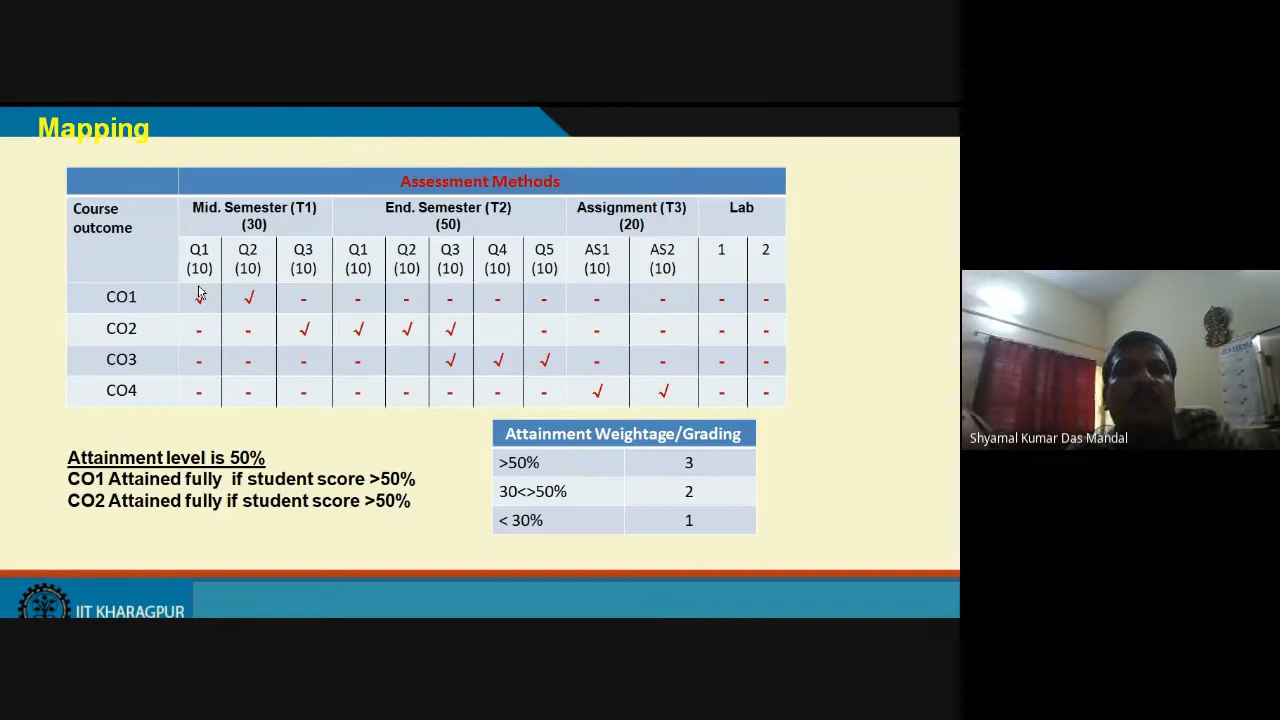 Mapping
Assessment Methods
Course outcome Mid. Semester (T1) (30) End. Semester (T2) (50) Assignment (T3) (20) Lab
Q1 (10) Q2 (10) Q3 (10) Q1 (10) Q2 (10) Q3 (10) Q4 (10) Q5 (10) AS1 (10) AS2 (10) 1 2
CO1 √ √ - - - - - - - - - -
CO2 - - √ √ √ √ - - - - -
CO3 - - - - - √ √ √ - - - -
CO4 - - - - - - - - √ √ - -
Attainment Weightage/Grading
>50% 3
30<>50% 2
< 30% 1
Attainment level is 50%
CO1 Attained fully if student score >50%
CO2 Attained fully if student score >50%
IIT KHARAGPUR
Shyamal Kumar Das Mandal